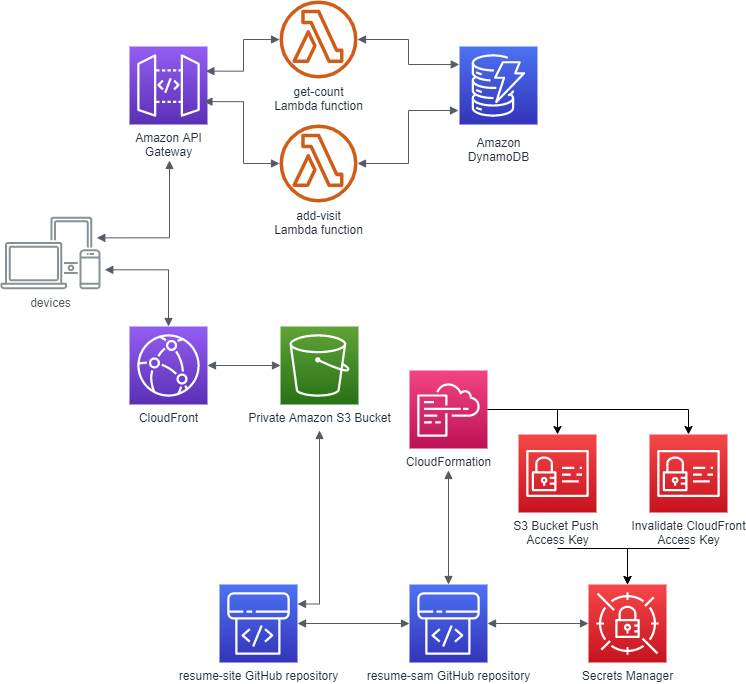 get-count
Lambda function
Amazon API
Gateway
Amazon
DynamoDB
add-visit
Lambda function
devices
CloudFront
Private Amazon S3 Bucket
CloudFormation
S3 Bucket Push
Access Key
Invalidate CloudFront
Access Key
resume-site GitHub repository
resume-sam GitHub repository
Secrets Manager